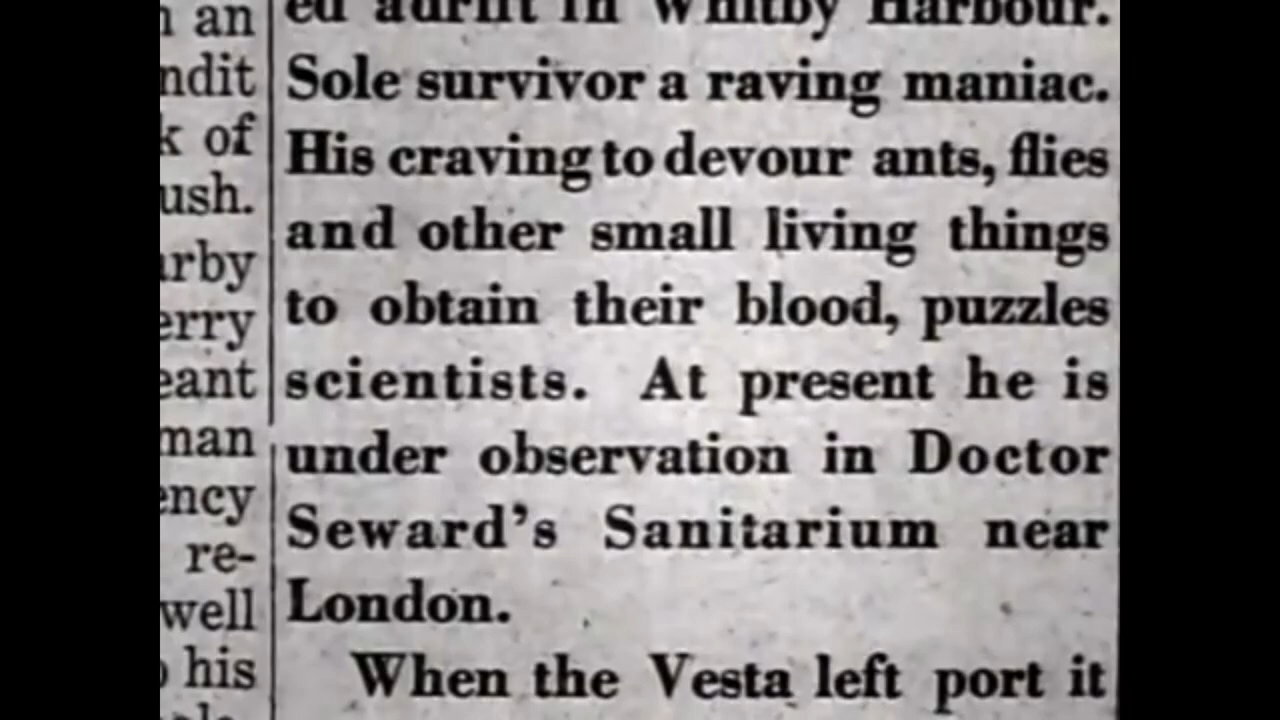 an
ndit
of
ush.
rby
erry
eant
man
ency
re-
well
his
ed adrift in Whitby Harbour.
Sole survivor a raving maniac.
His craving to devour ants, flies
and other small living things
to obtain their blood, puzzles
scientists. At present he is
under observation in Doctor
Seward's Sanitarium near
London.
When the Vesta left port it